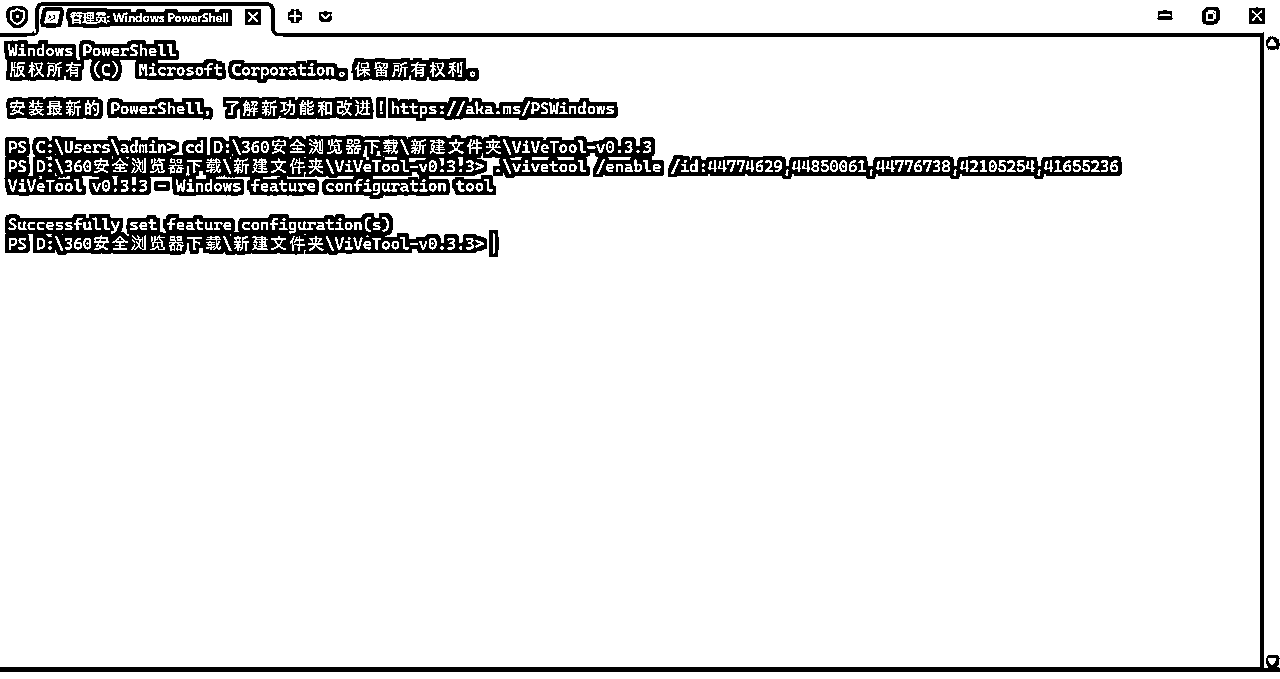 管理员: Windows PowerShell
Windows PowerShell
版权所有 (C) Microsoft Corporation。保留所有权利。
安装最新的 PowerShell，了解新功能和改进！https://aka.ms/PSWindows
PS C:\Users\admin> cd D:\360安全浏览器下载\新建文件夹\ViVeTool-v0.3.3
PS D:\360安全浏览器下载\新建文件夹\ViVeTool-v0.3.3> .\vivetool /enable /id:44774629,44850061,44776738,42105254,41655236
ViVeTool v0.3.3 - Windows feature configuration tool
Successfully set feature configuration(s)
PS D:\360安全浏览器下载\新建文件夹\ViVeTool-v0.3.3>